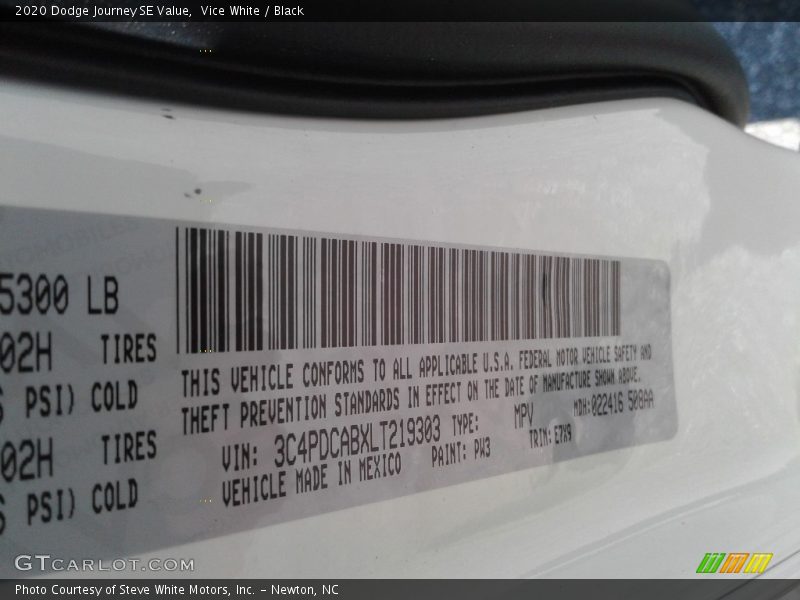 2020 Dodge Journey SE Value,  Vice White / Black
5300 LB
02H TIRES
PSI) COLD
02H TIRES
PSI) COLD
THIS VEHICLE CONFORMS TO ALL APPLICABLE U.S.A. FEDERAL MOTOR VEHICLE SAFETY AND
THEFT PREVENTION STANDARDS IN EFFECT ON THE DATE OF MANUFACTURE SHOWN ABOVE.
VIN: 3C4PDCABXLT219303 TYPE: MPV MDH:022416 508AA
VEHICLE MADE IN MEXICO PAINT: PW3 TRIM:E7X9
GTCARLOT.COM
Photo Courtesy of Steve White Motors, Inc. – Newton, NC